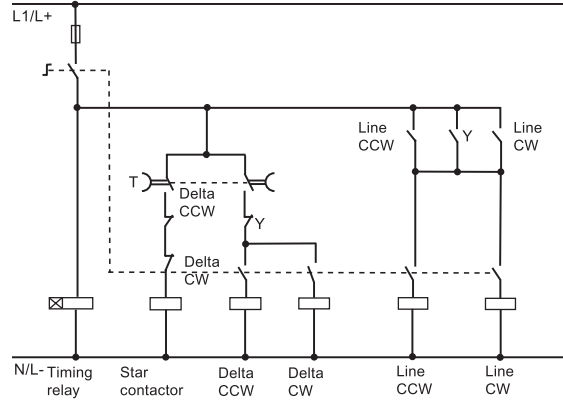 L1/L+
Line
CCW
Y
Line
CW
T
Delta
CCW
Y
Delta
CW
N/L-
Timing
relay
Star
contactor
Delta
CCW
Delta
CW
Line
CCW
Line
CW